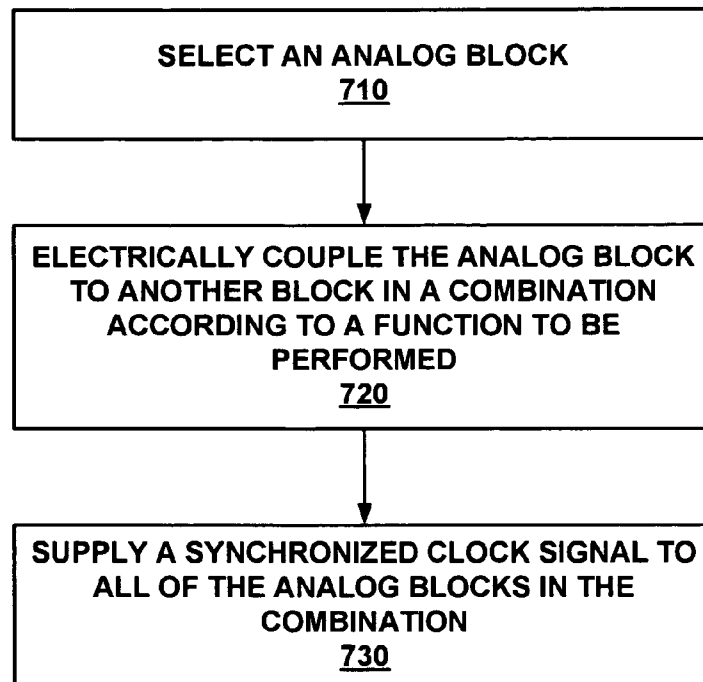 SELECT AN ANALOG BLOCK
710
ELECTRICALLY COUPLE THE ANALOG BLOCK
TO ANOTHER BLOCK IN A COMBINATION
ACCORDING TO A FUNCTION TO BE
PERFORMED
720
SUPPLY A SYNCHRONIZED CLOCK SIGNAL TO
ALL OF THE ANALOG BLOCKS IN THE
COMBINATION
730